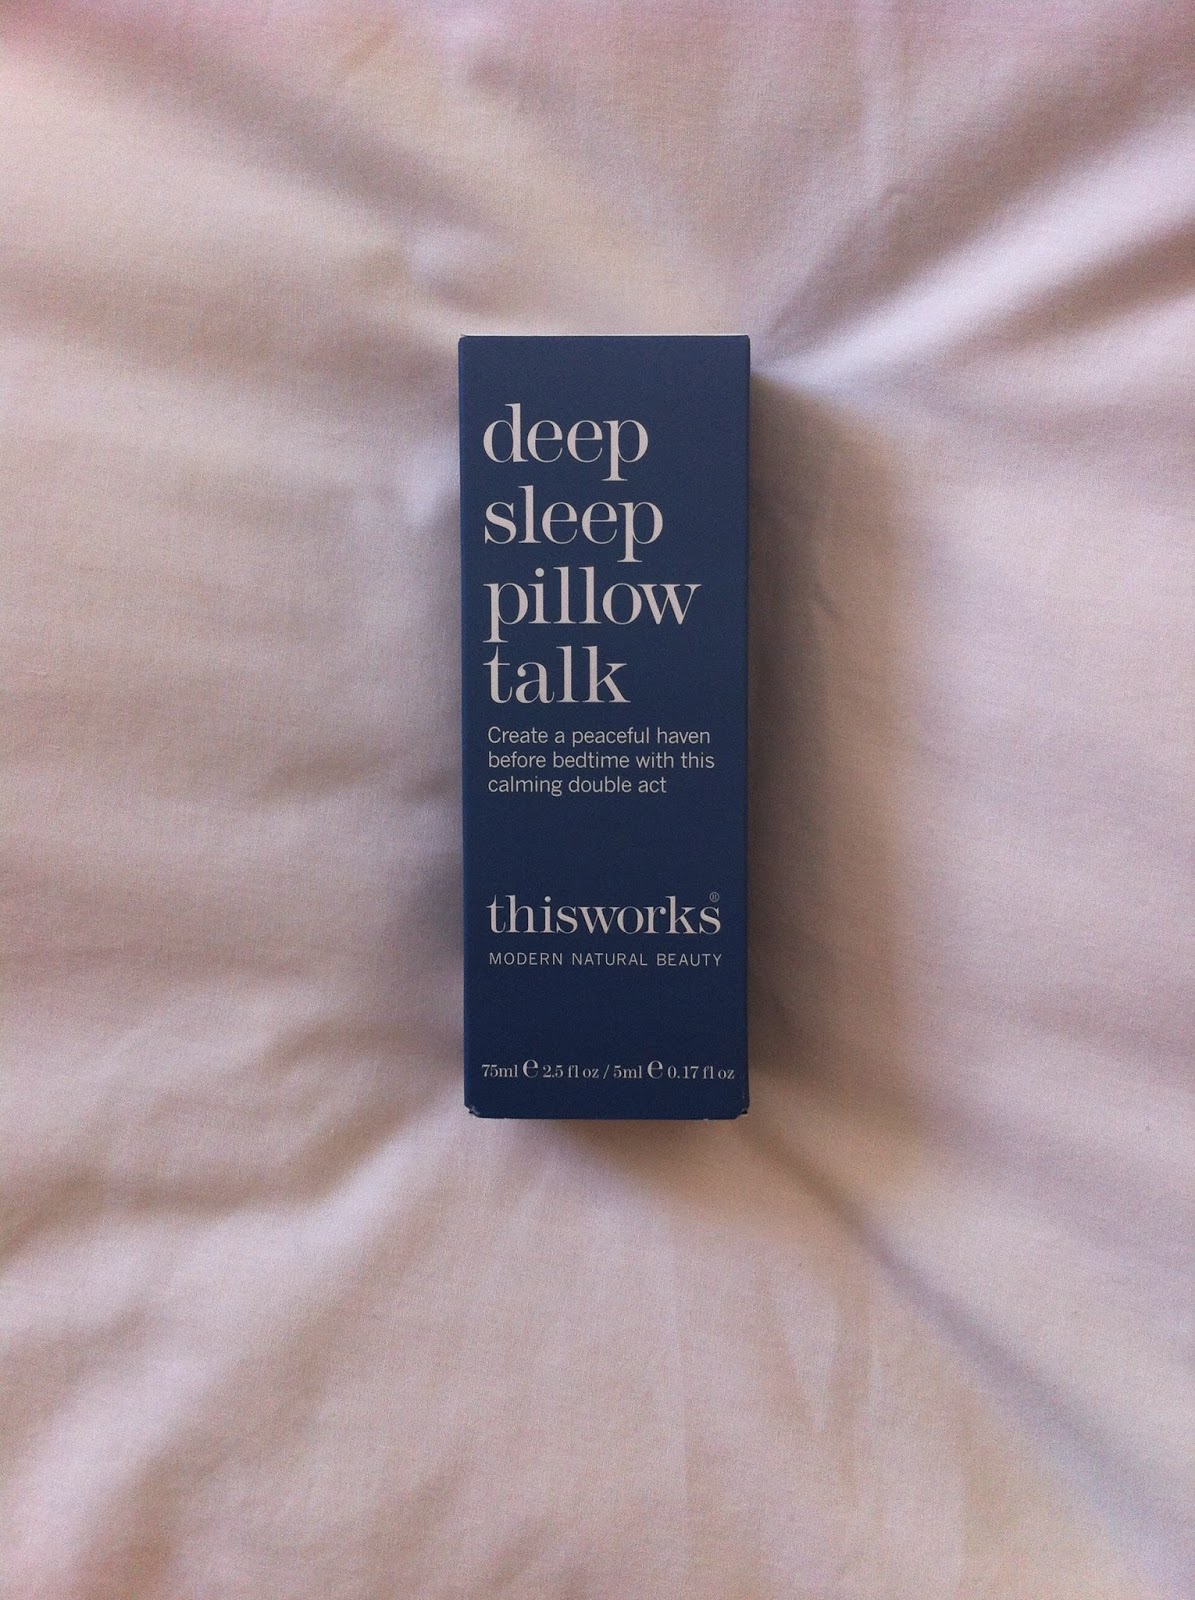 deep
sleep
pillow
talk
Create a peaceful haven
before bedtime with this
calming double act
thisworks®
MODERN NATURAL BEAUTY
75ml e 2.5 fl oz / 5ml e 0.17 fl oz